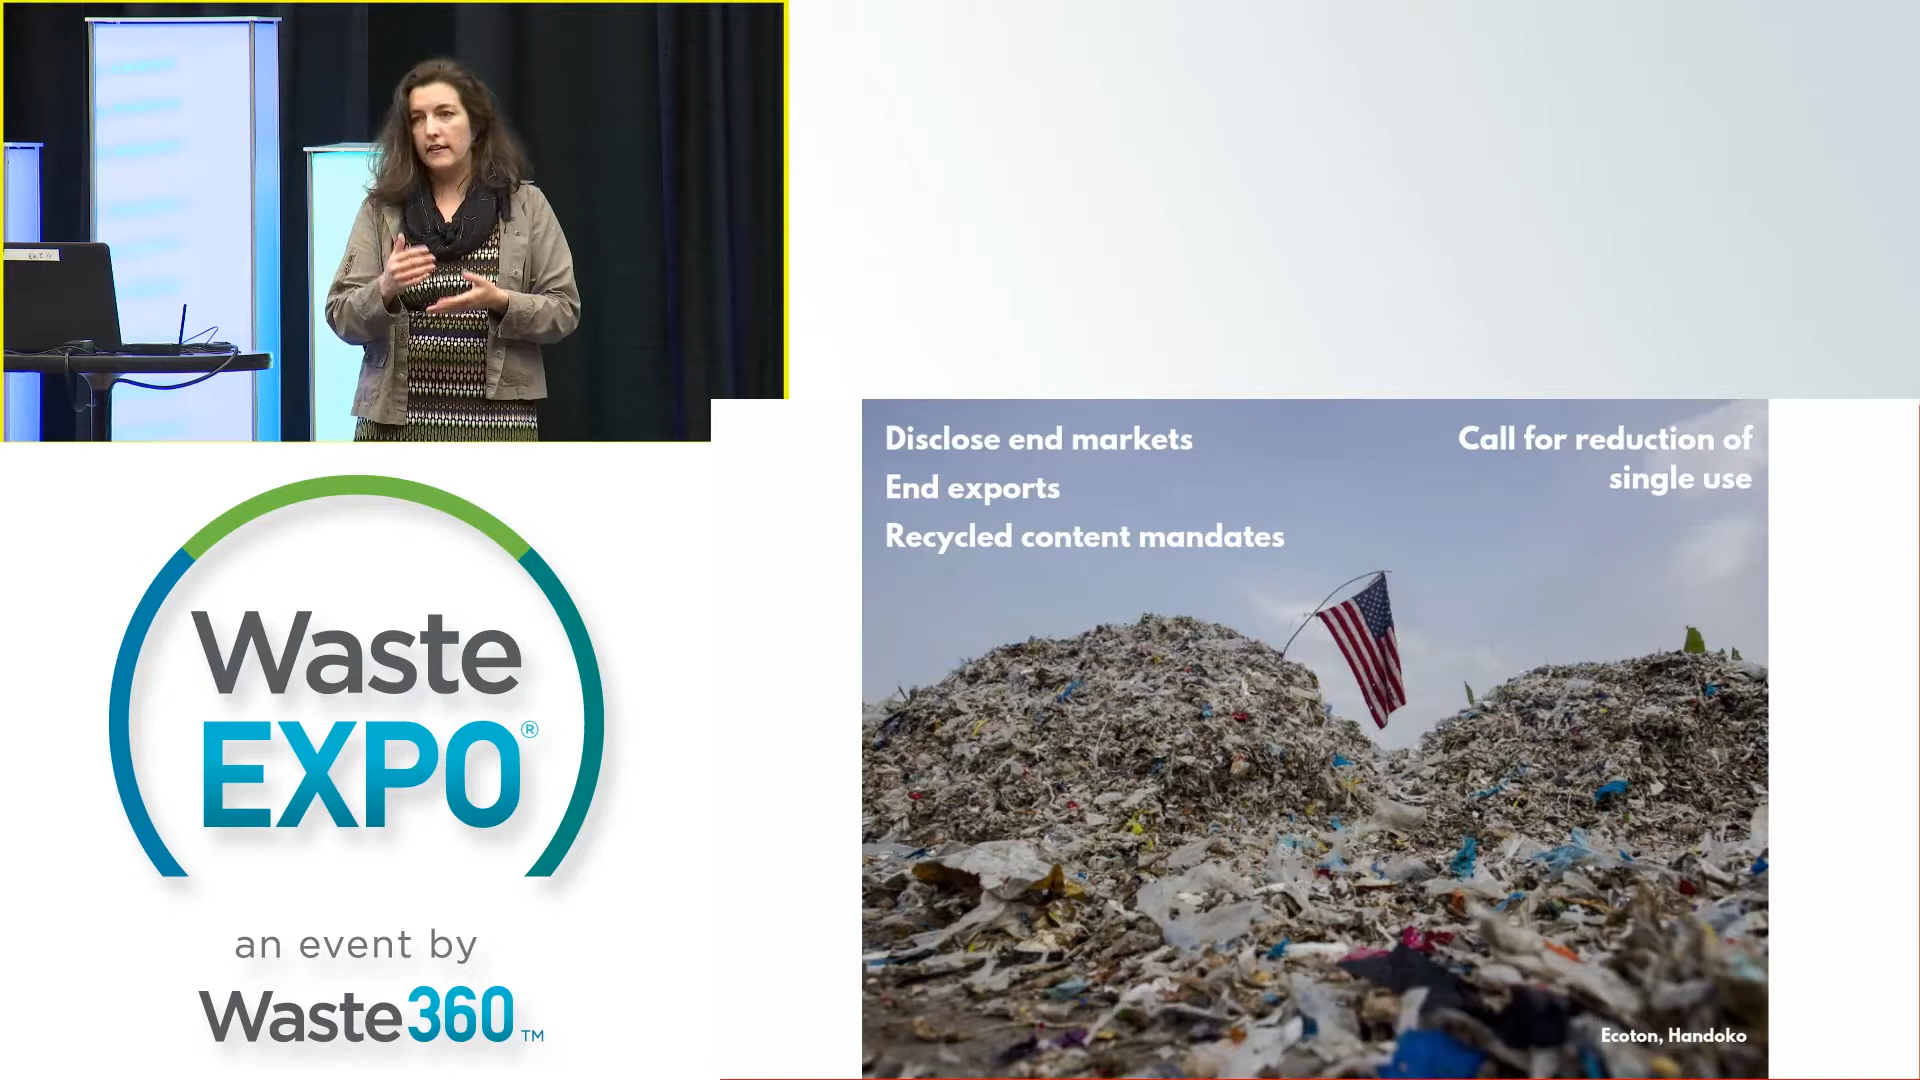 Waste
EXPO®
an event by
Waste360™
Disclose end markets
End exports
Recycled content mandates
Call for reduction of
single use
Ecoton, Handoko